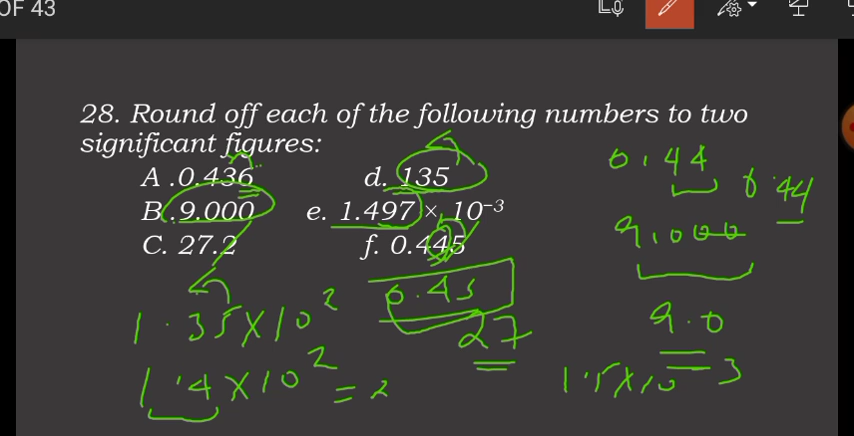 OF 43
28. Round off each of the following numbers to two
significant figures:
A .0.436 d. 135
B. .9.000 e. 1.497 × 10⁻³
C. 27.2 f. 0.445
0.44
0.44
9.000
9.0
0.45
27
1.35×10²
1.4×10² = 2
1.5×10⁻³